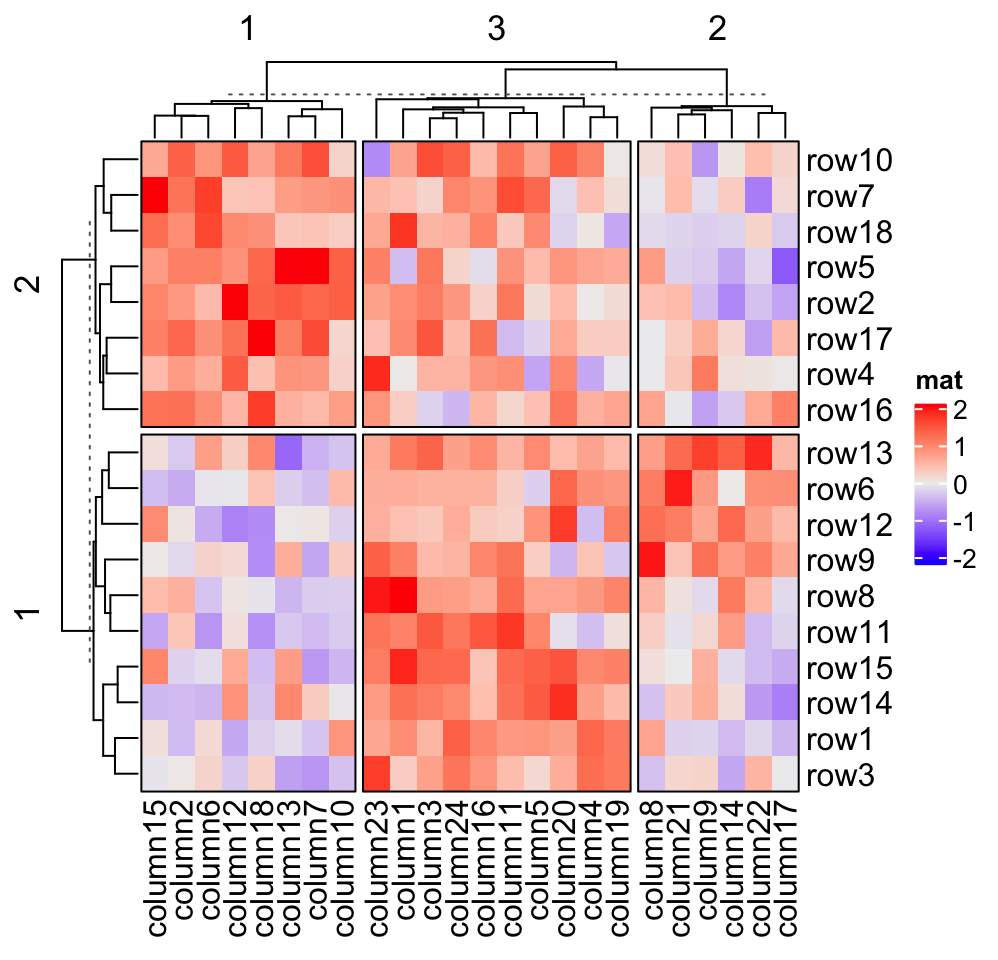 1 3 2
2
1
row10
row7
row18
row5
row2
row17
row4
row16
row13
row6
row12
row9
row8
row11
row15
row14
row1
row3
mat
2
1
0
-1
-2
column15
column2
column6
column12
column18
column13
column7
column10
column23
column1
column3
column24
column16
column11
column5
column20
column4
column19
column8
column21
column9
column14
column22
column17